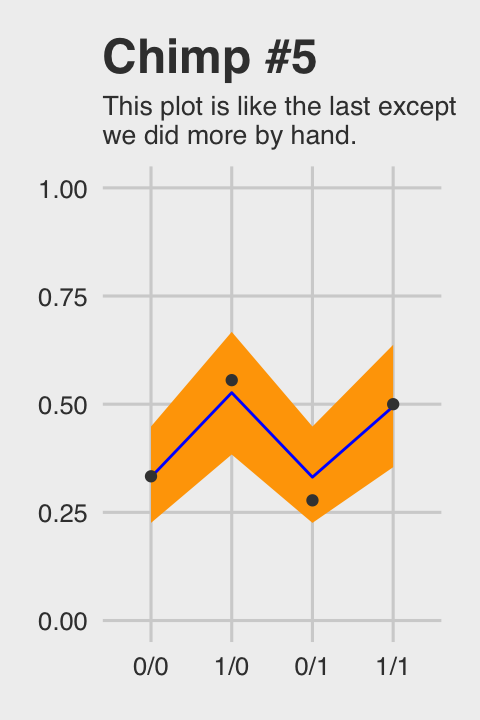 Chimp #5
This plot is like the last except
we did more by hand.
1.00
0.75
0.50
0.25
0.00
0/0 1/0 0/1 1/1